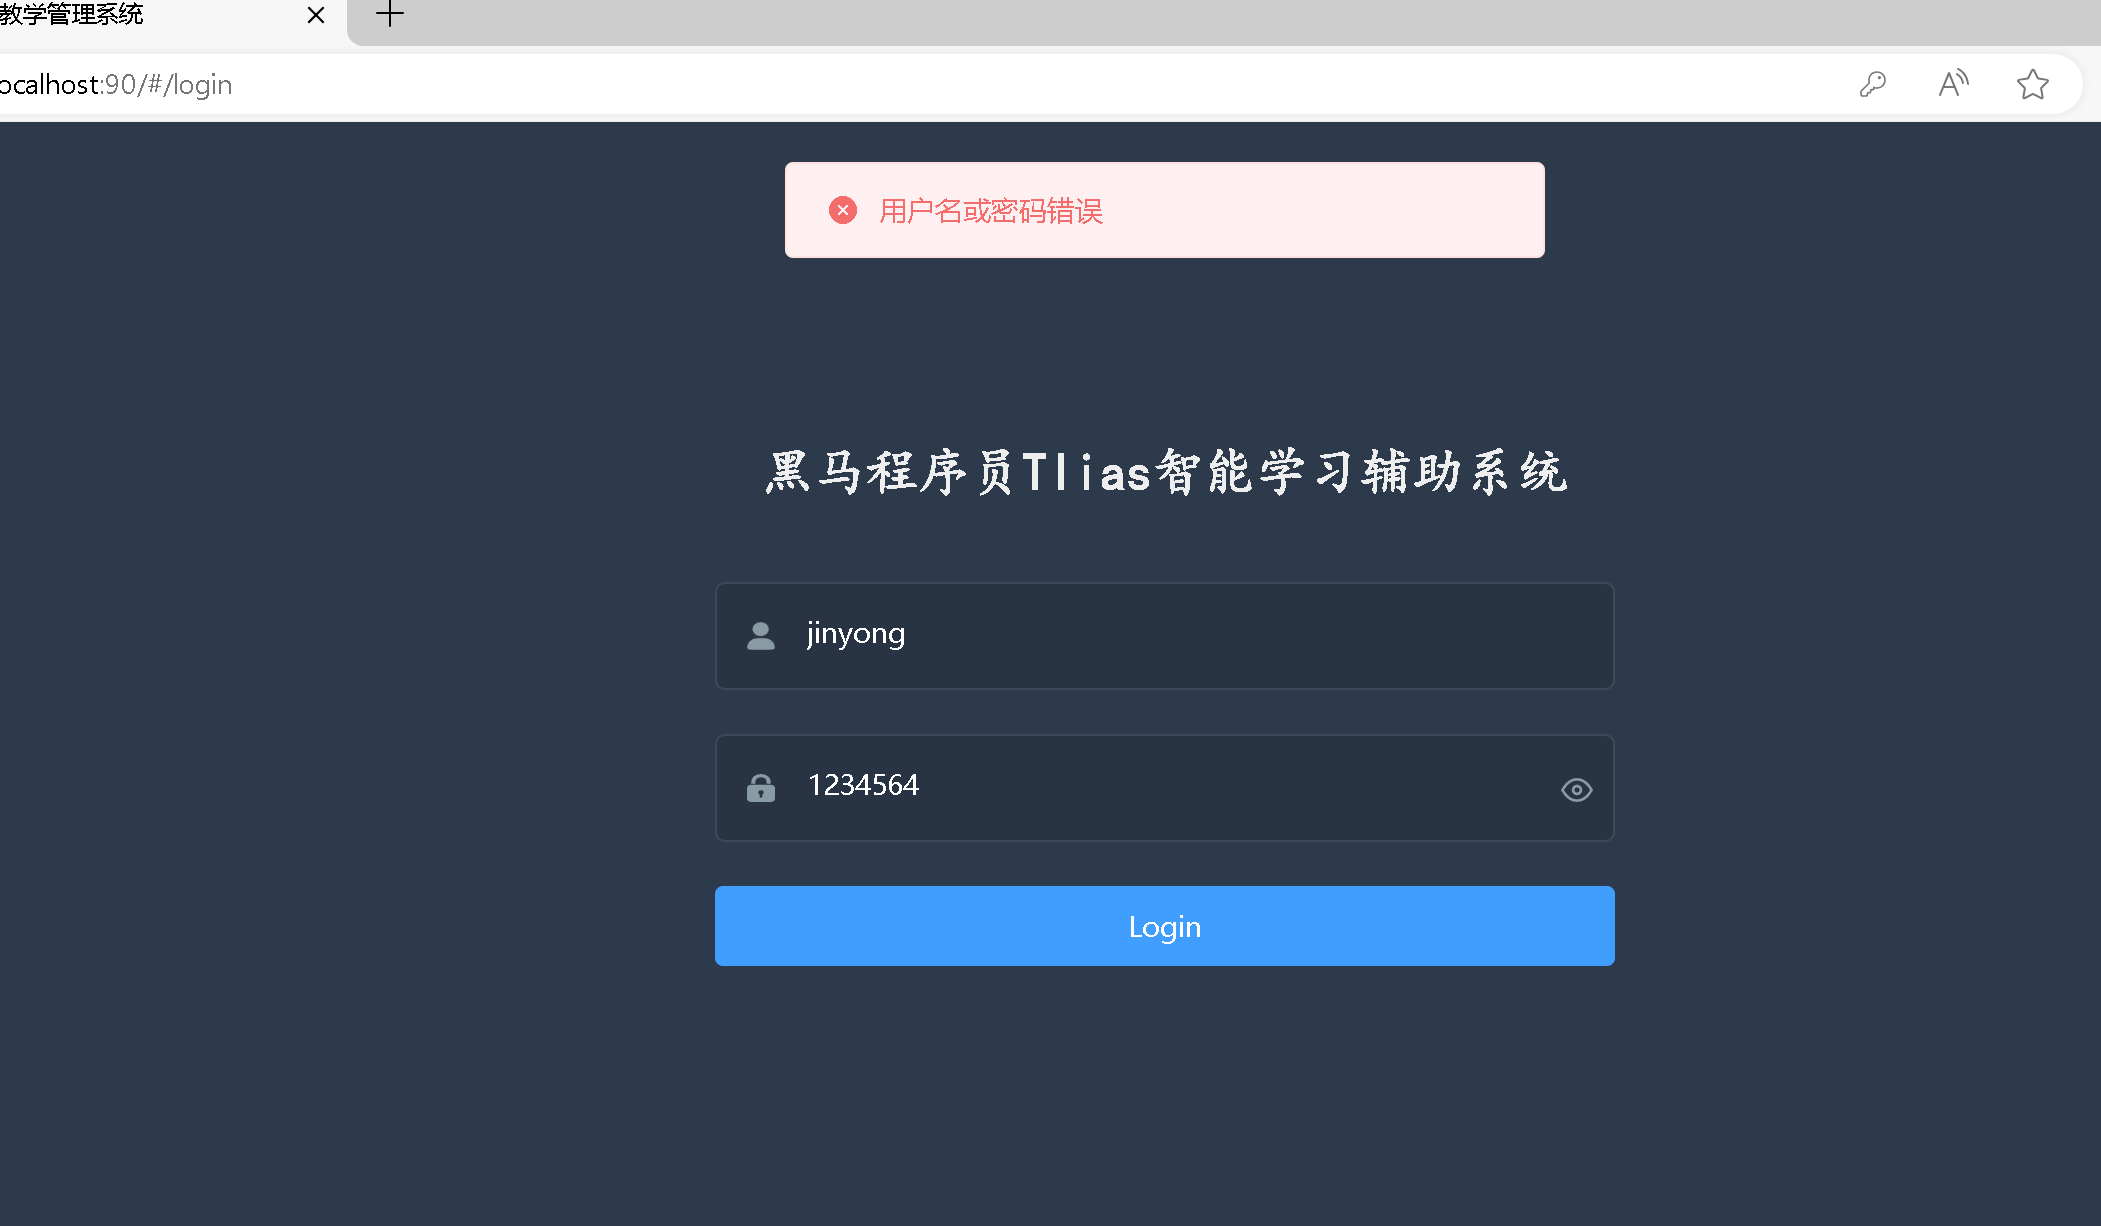 教学管理系统
ocalhost:90/#/login
用户名或密码错误
黑马程序员Tlias智能学习辅助系统
jinyong
1234564
Login